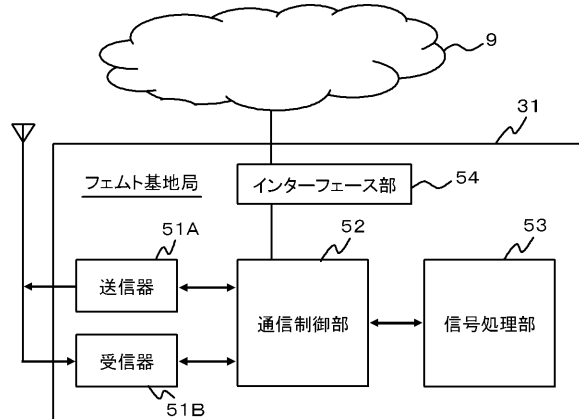 9
31
フェムト基地局
インターフェース部
54
51A
52
53
送信器
通信制御部
信号処理部
受信器
51B